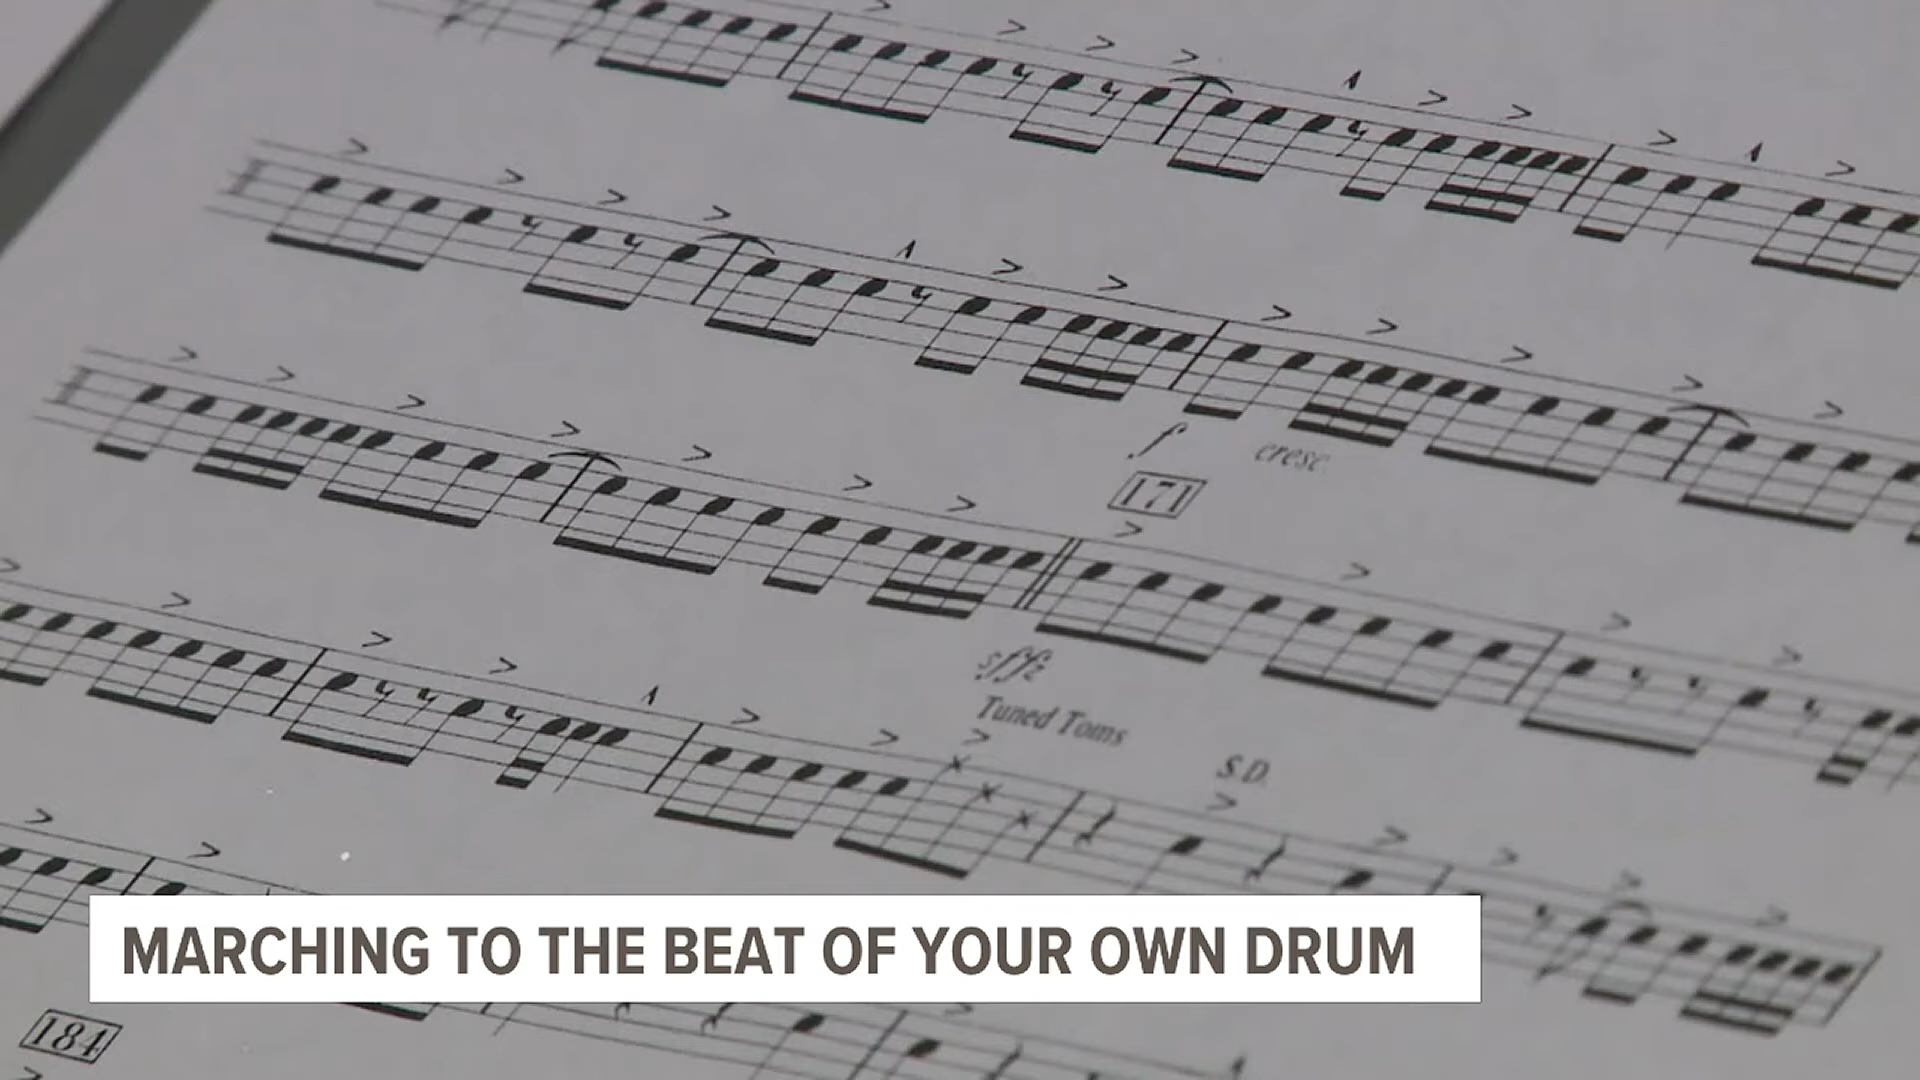 f cresc.
171
sffz
Tuned Toms
S.D.
MARCHING TO THE BEAT OF YOUR OWN DRUM
184